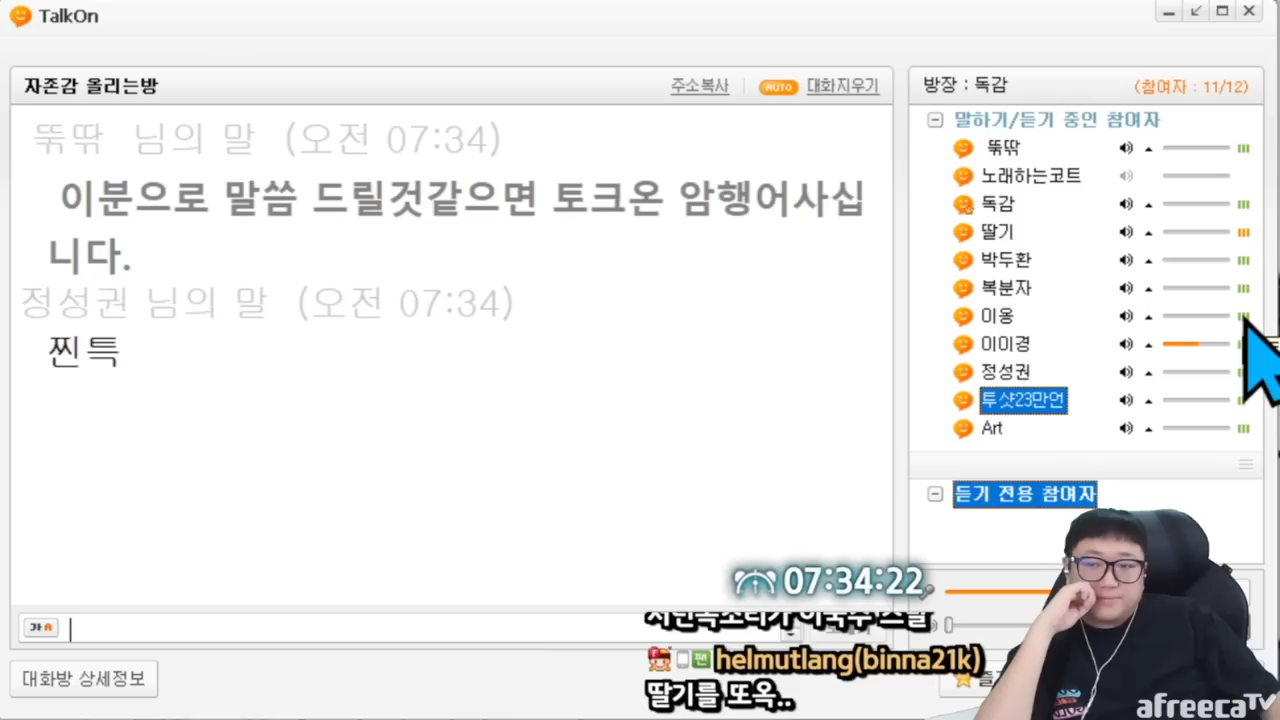 TalkOn
자존감 올리는방
주소복사
AUTO
대화지우기
뚞딲 님의 말 (오전 07:34)
이분으로 말씀 드릴것같으면 토크온 암행어사십
니다.
정성권 님의 말 (오전 07:34)
찐특
가
대화방 상세정보
방장 : 독감
(참여자 : 11/12)
말하기/듣기 중인 참여자
뚞딲
노래하는코트
독감
딸기
박두환
복분자
이옹
이이경
정성권
투샷23만언
Art
듣기 전용 참여자
07:34:22
helmutlang(binna21k)
딸기를 또옥..
afreecaTV